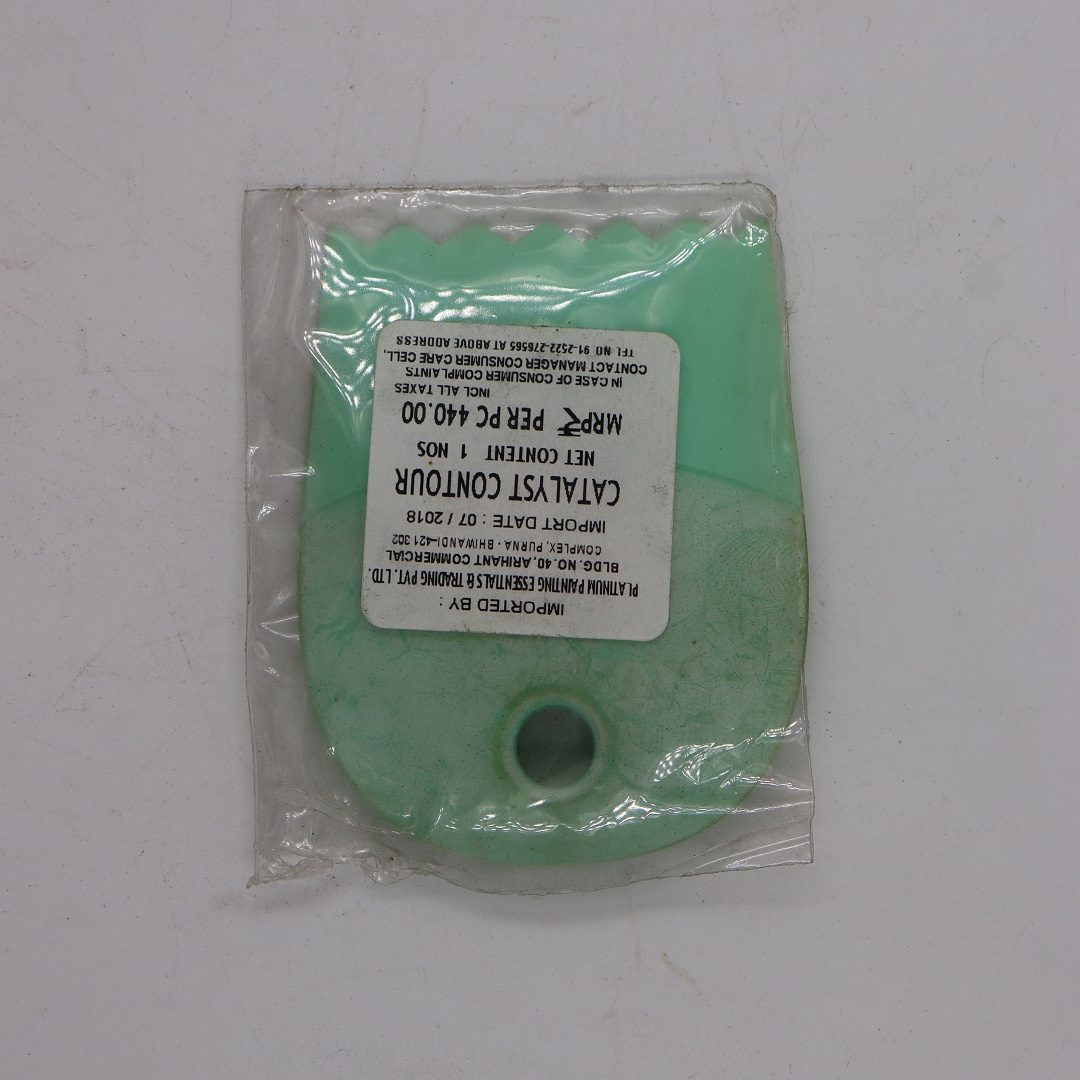 IMPORTED BY :
PLATINUM PAINTING ESSENTIALS & TRADING PVT. LTD.
BLDG. NO. 40, ARIHANT COMMERCIAL
COMPLEX, PURNA - BHIWANDI-421 302
IMPORT DATE : 07 / 2018
CATALYST CONTOUR
NET CONTENT 1 NOS
MRP₹ PER PC 440.00
INCL ALL TAXES
IN CASE OF CONSUMER COMPLAINTS
CONTACT MANAGER CONSUMER CARE CELL,
TEL NO 91-2522-276565 AT ABOVE ADDRESS